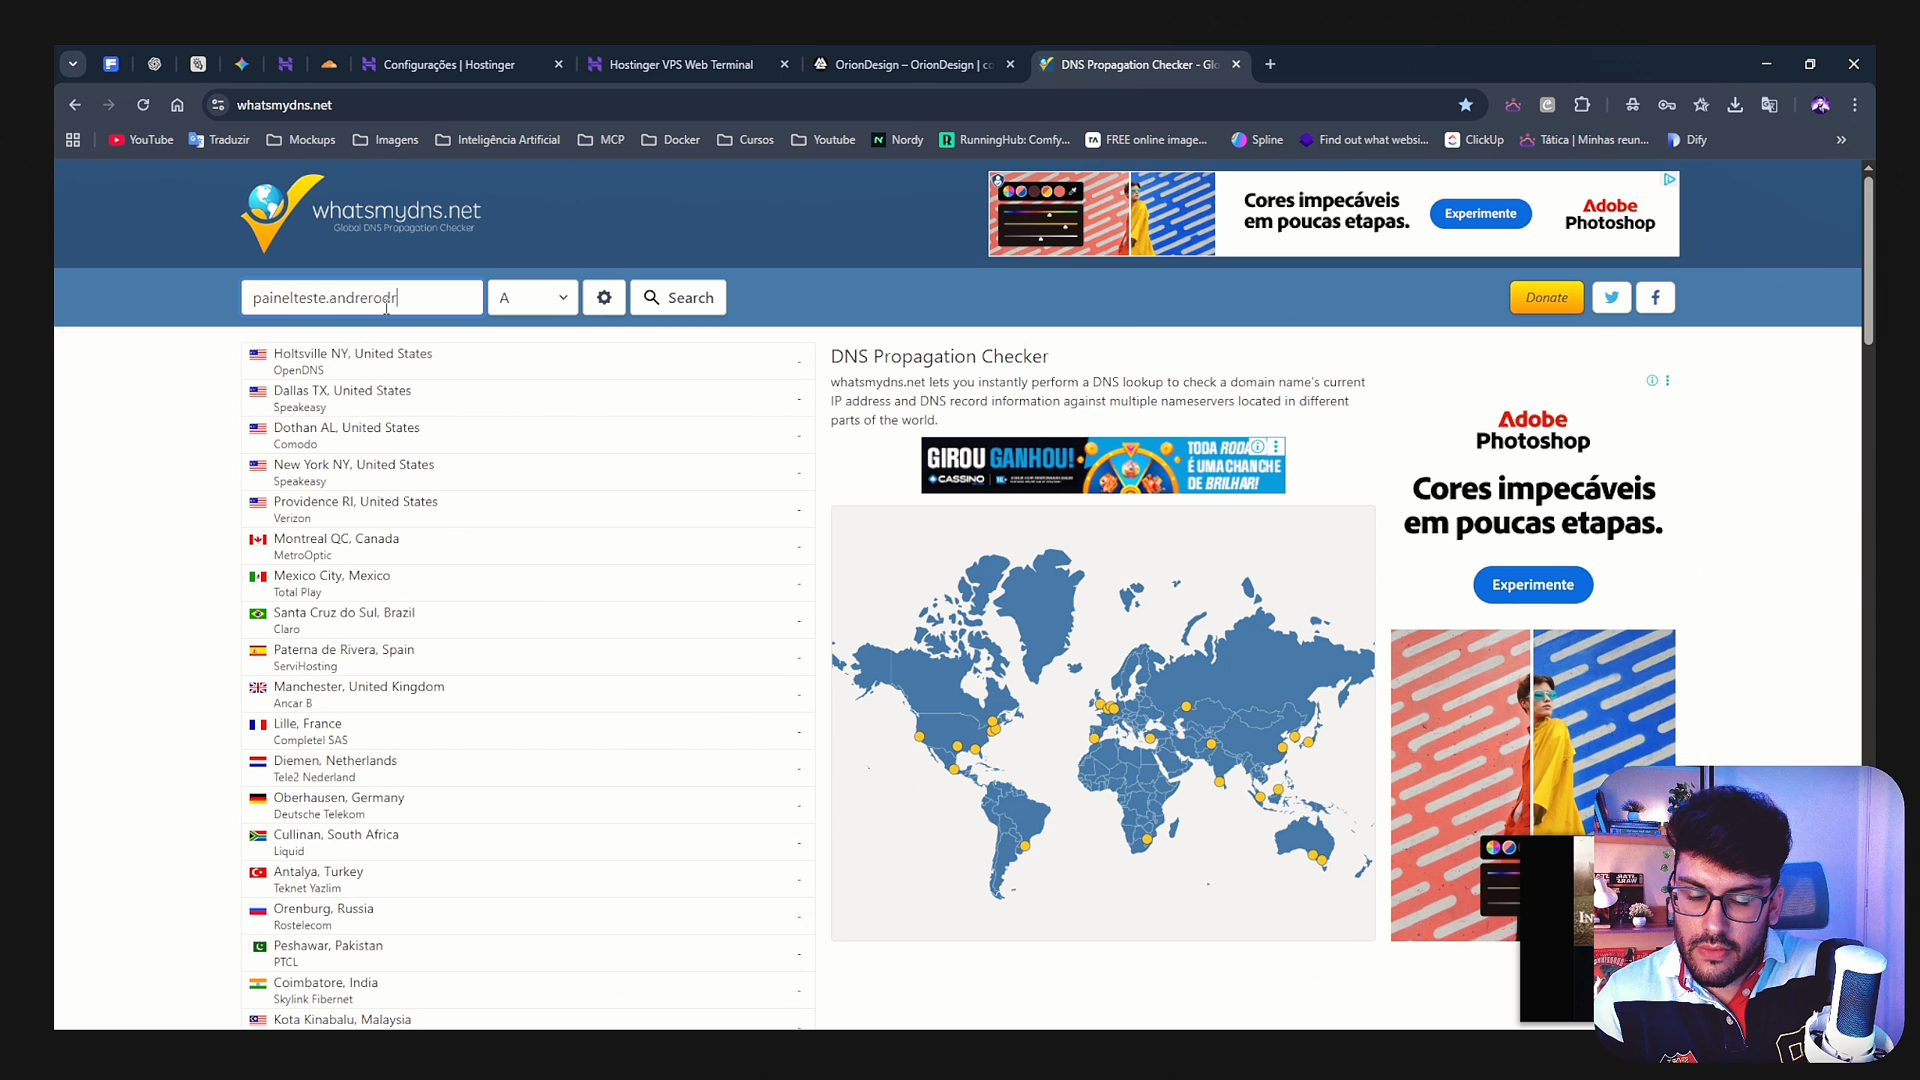 Configurações | Hostinger
Hostinger VPS Web Terminal
OrionDesign – OrionDesign | co
DNS Propagation Checker - Glo
whatsmydns.net
YouTube
Traduzir
Mockups
Imagens
Inteligência Artificial
MCP
Docker
Cursos
Youtube
Nordy
RunningHub: Comfy...
FREE online image...
Spline
Find out what websi...
ClickUp
Tática | Minhas reun...
Dify
whatsmydns.net
Global DNS Propagation Checker
Cores impecáveis
em poucas etapas.
Experimente
Adobe
Photoshop
painelteste.andrerodr
A
Search
Donate
Holtsville NY, United States
OpenDNS
-
Dallas TX, United States
Speakeasy
-
Dothan AL, United States
Comodo
-
New York NY, United States
Speakeasy
-
Providence RI, United States
Verizon
-
Montreal QC, Canada
MetroOptic
-
Mexico City, Mexico
Total Play
-
Santa Cruz do Sul, Brazil
Claro
-
Paterna de Rivera, Spain
ServiHosting
-
Manchester, United Kingdom
Ancar B
-
Lille, France
Completel SAS
-
Diemen, Netherlands
Tele2 Nederland
-
Oberhausen, Germany
Deutsche Telekom
-
Cullinan, South Africa
Liquid
-
Antalya, Turkey
Teknet Yazlim
-
Orenburg, Russia
Rostelecom
-
Peshawar, Pakistan
PTCL
-
Coimbatore, India
Skylink Fibernet
-
Kota Kinabalu, Malaysia
DNS Propagation Checker
whatsmydns.net lets you instantly perform a DNS lookup to check a domain name's current
IP address and DNS record information against multiple nameservers located in different
parts of the world.
GIROU GANHOU!
CASSINO
TODA RODA
É UMA CHANCE
DE BRILHAR!
Adobe
Photoshop
Cores impecáveis
em poucas etapas.
Experimente